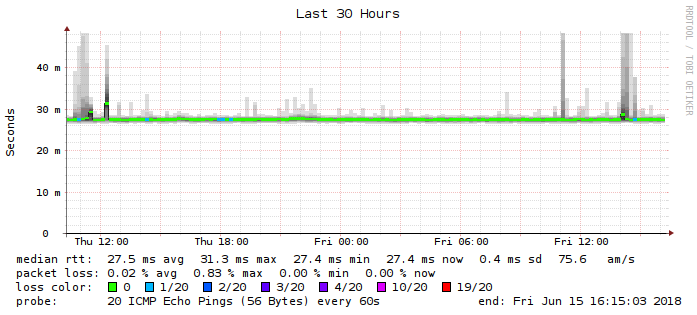 Last 30 Hours
RRDTOOL / TOBI OETIKER
Seconds
40 m
30 m
20 m
10 m
0
Thu 12:00 Thu 18:00 Fri 00:00 Fri 06:00 Fri 12:00
median rtt: 27.5 ms avg 31.3 ms max 27.4 ms min 27.4 ms now 0.4 ms sd 75.6 am/s
packet loss: 0.02 % avg 0.83 % max 0.00 % min 0.00 % now
loss color: 0 1/20 2/20 3/20 4/20 10/20 19/20
probe: 20 ICMP Echo Pings (56 Bytes) every 60s end: Fri Jun 15 16:15:03 2018